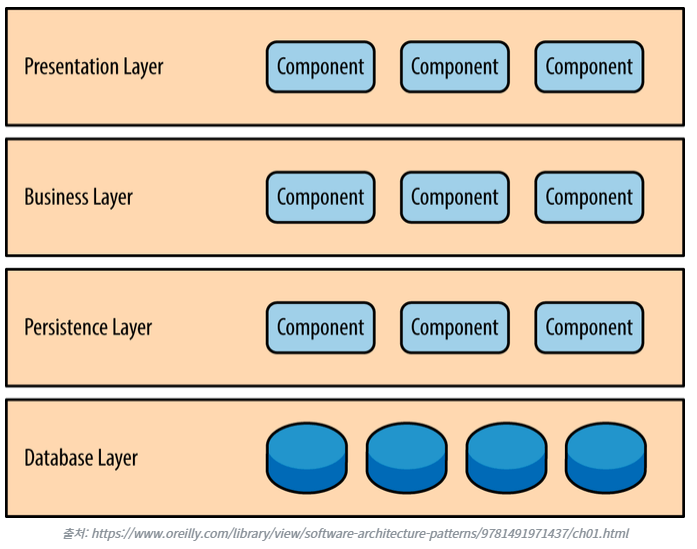 Presentation Layer Component Component Component
Business Layer Component Component Component
Persistence Layer Component Component Component
Database Layer
출처: https://www.oreilly.com/library/view/software-architecture-patterns/9781491971437/ch01.html